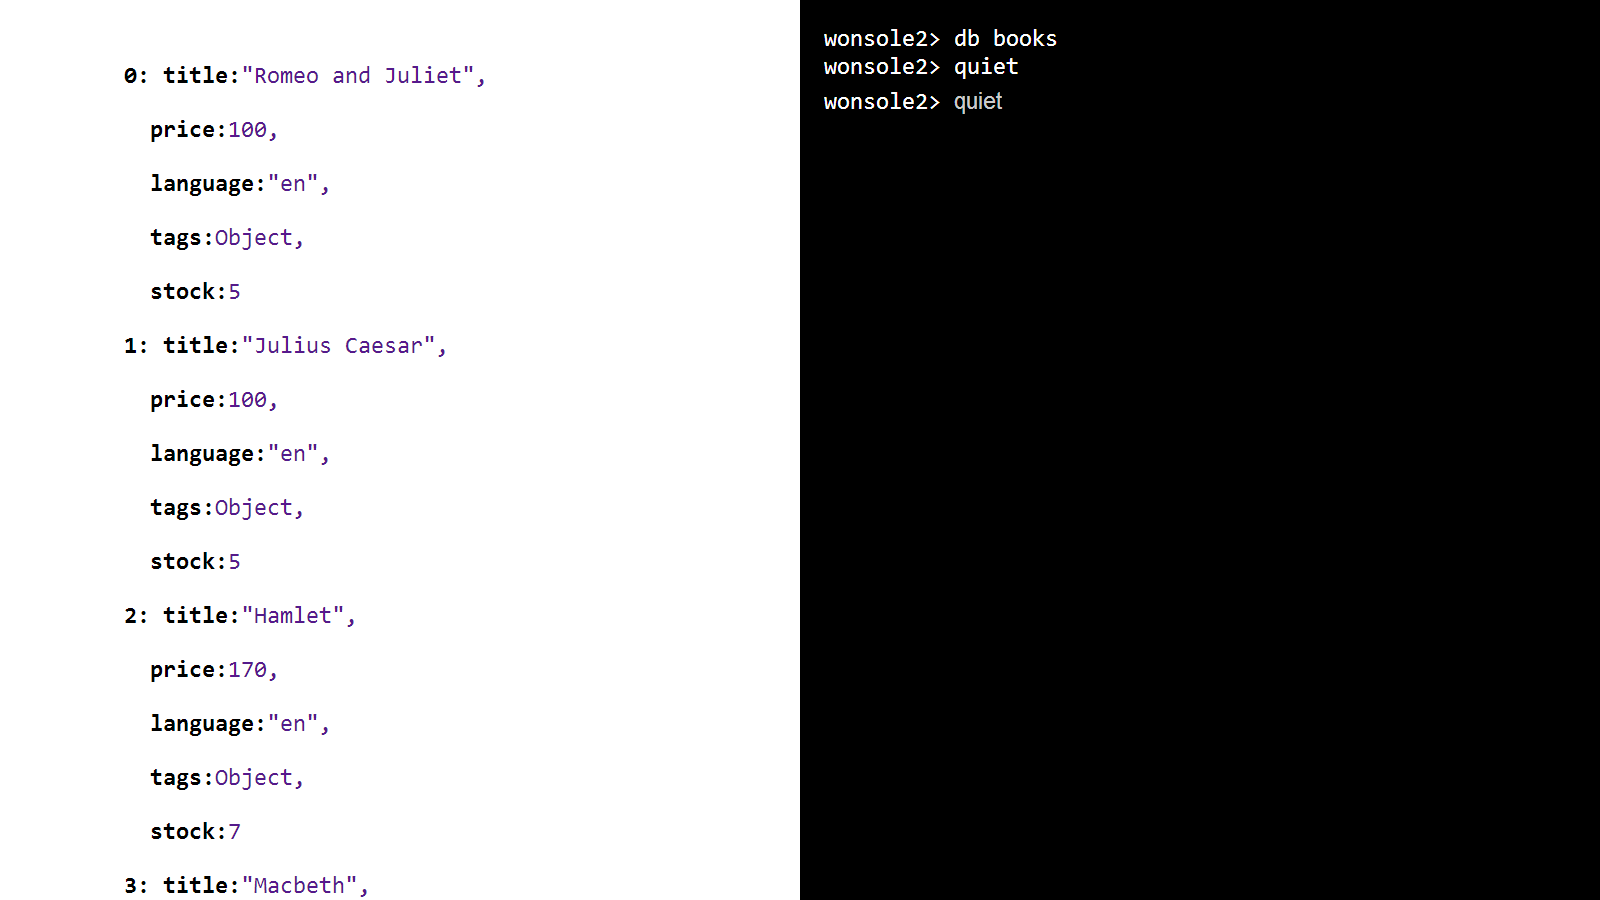 0: title:"Romeo and Juliet",
price:100,
language:"en",
tags:Object,
stock:5
1: title:"Julius Caesar",
price:100,
language:"en",
tags:Object,
stock:5
2: title:"Hamlet",
price:170,
language:"en",
tags:Object,
stock:7
3: title:"Macbeth",
wonsole2> db books
wonsole2> quiet
wonsole2> quiet